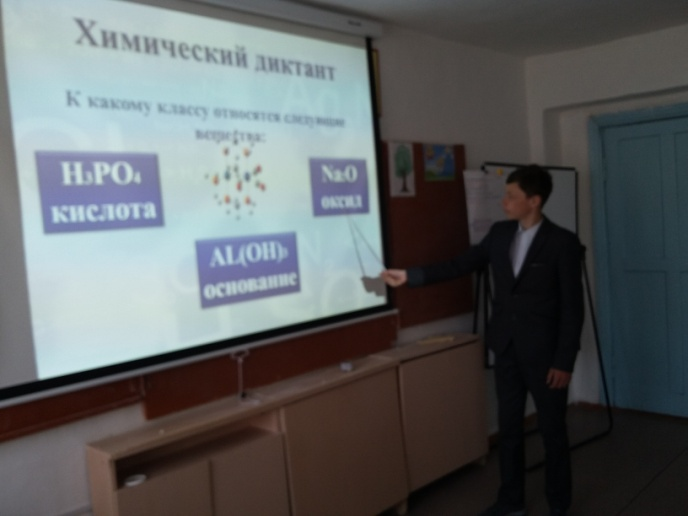 Химический диктант
К какому классу относятся следующие
вещества:
H₃PO₄
кислота
Na₂O
оксид
AL(OH)₃
основание